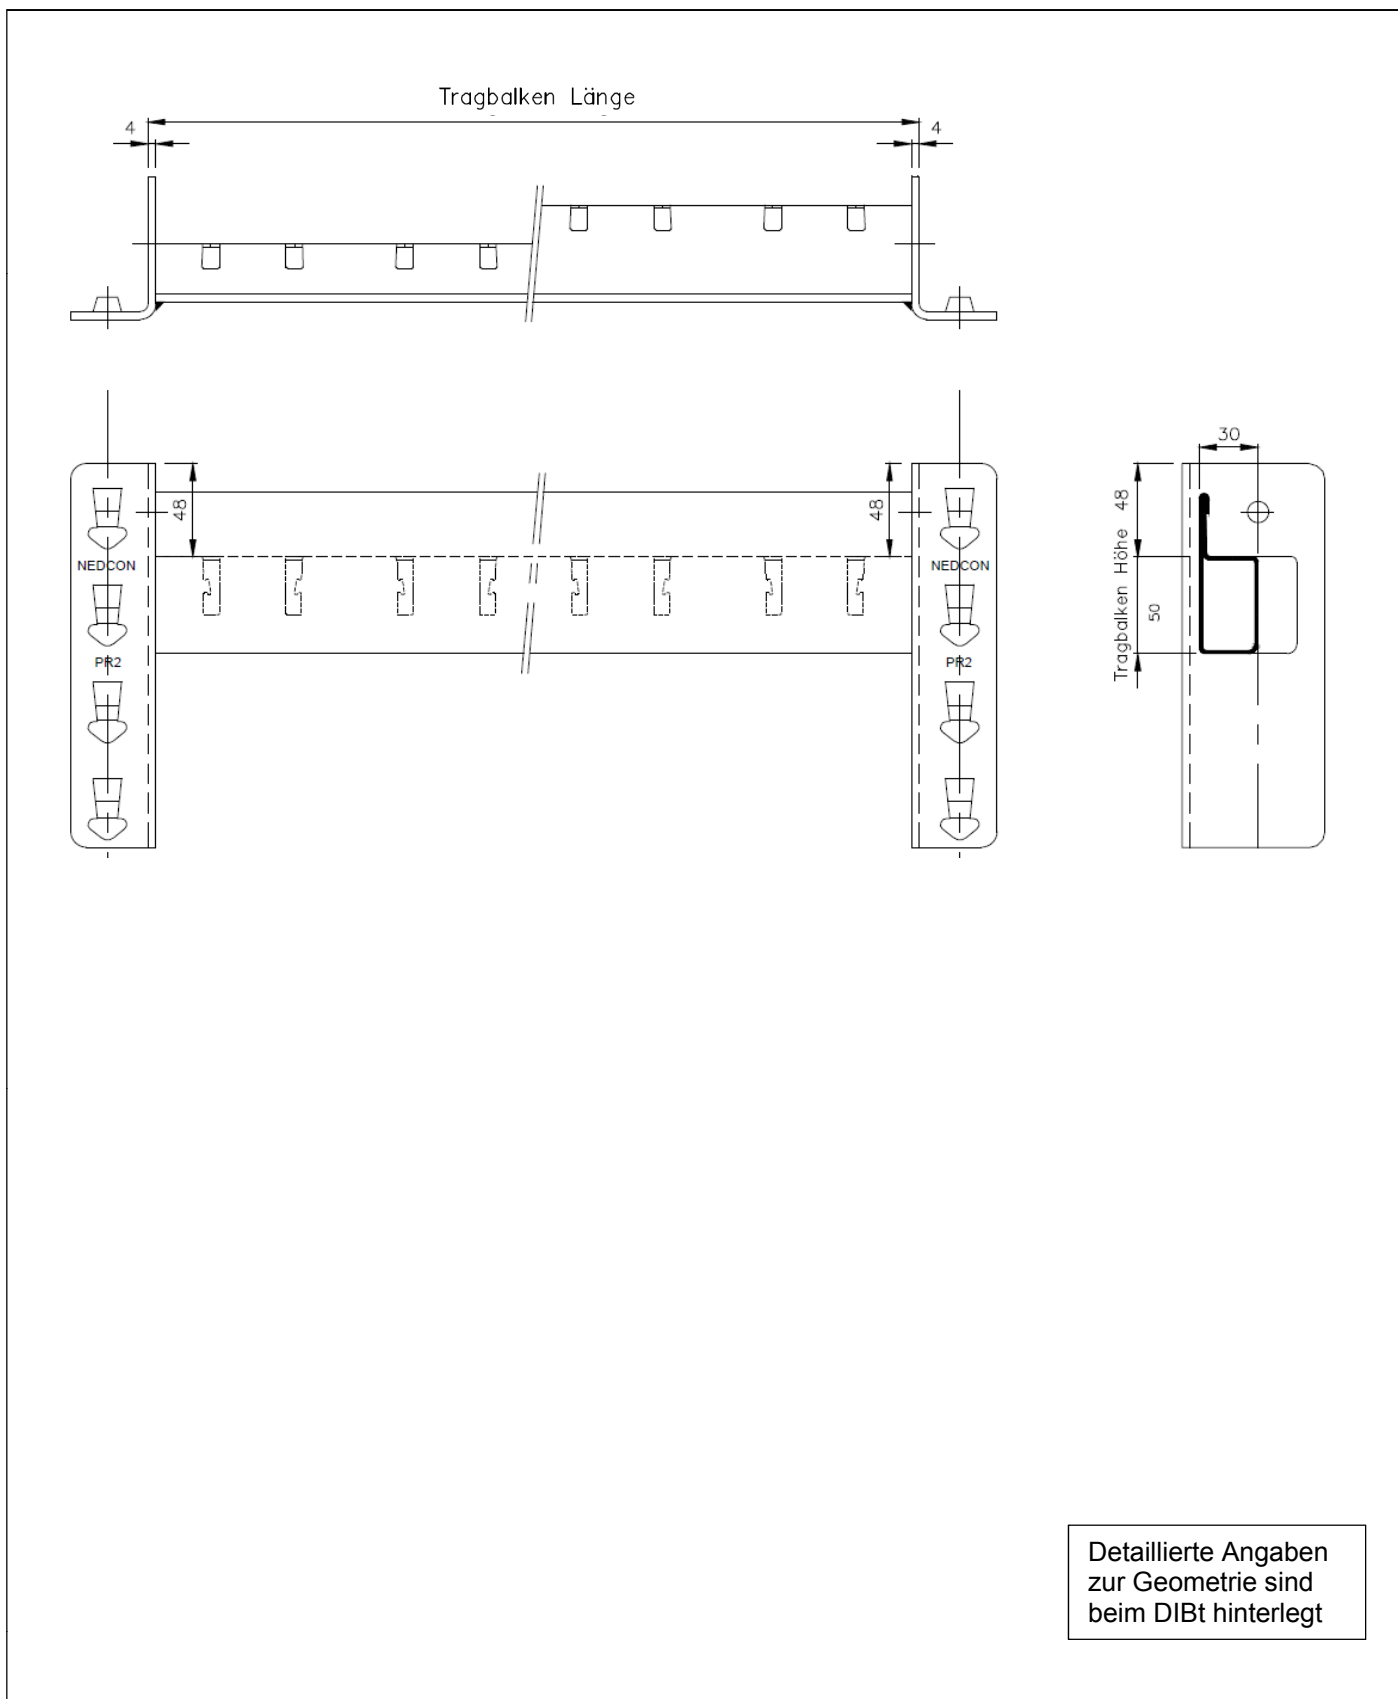 Tragbalken Länge
4
4
48
48
NEDCON
NEDCON
PR2
PR2
30
48
Tragbalken Höhe
50
Detaillierte Angaben
zur Geometrie sind
beim DIBt hinterlegt